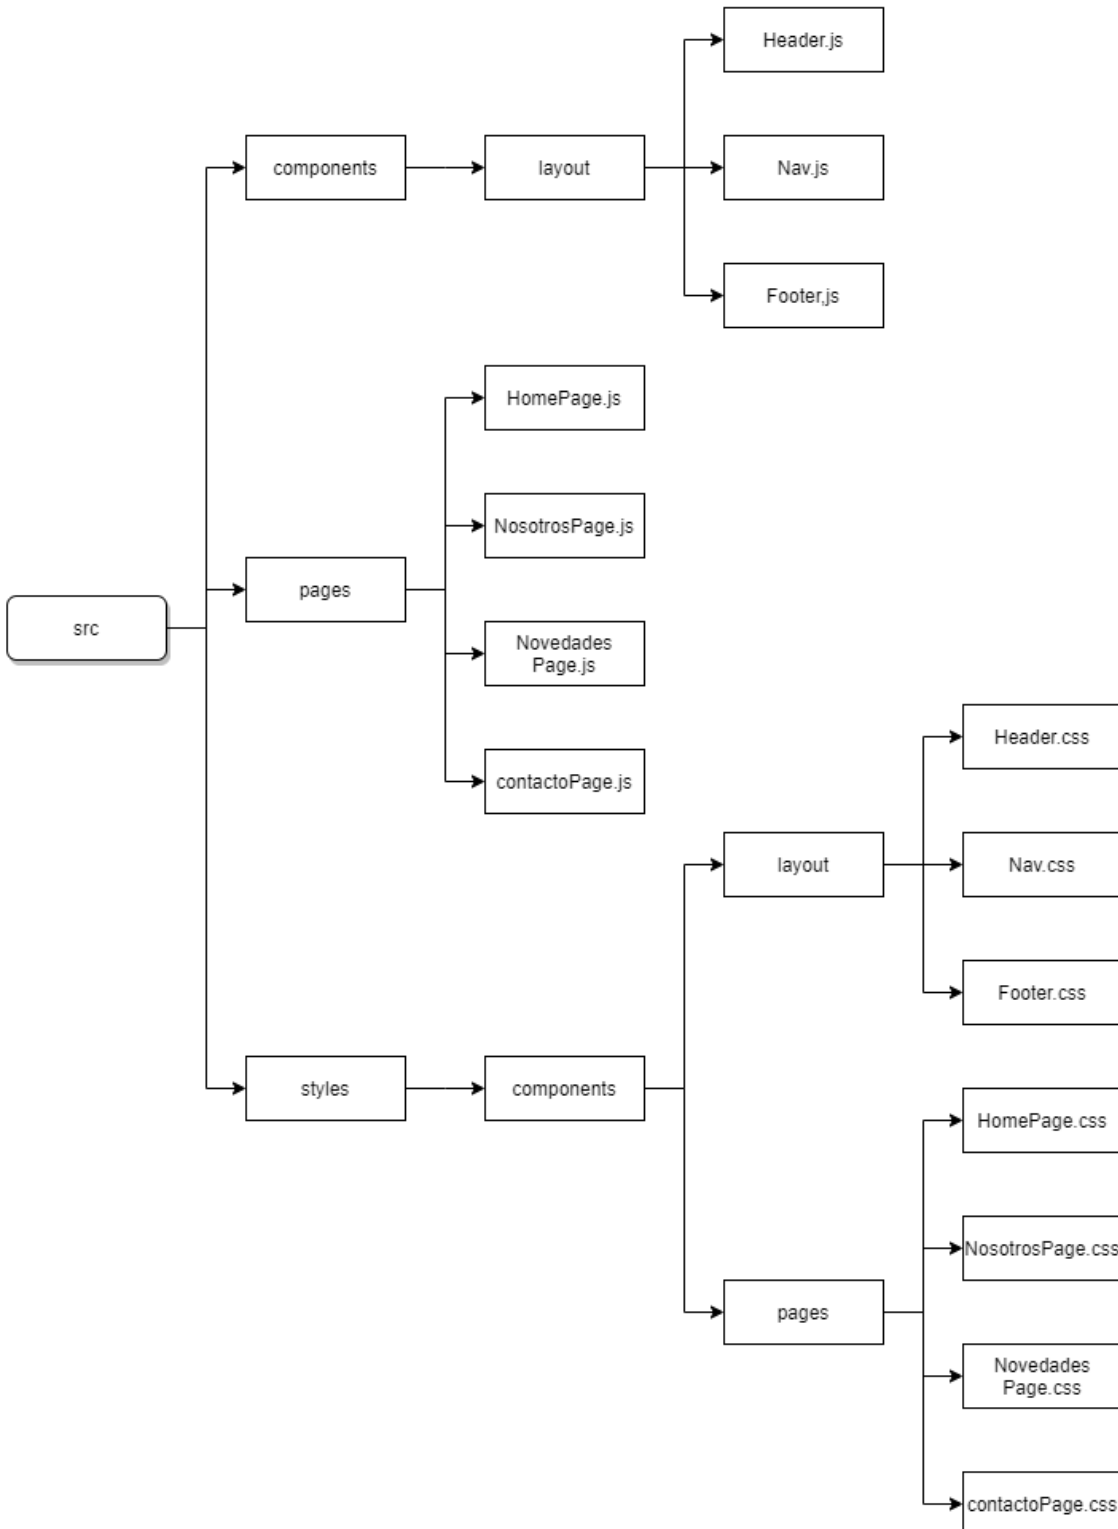 Header.js
components
layout
Nav.js
Footer,js
HomePage.js
NosotrosPage.js
pages
src
Novedades
Page.js
contactoPage.js
Header.css
layout
Nav.css
Footer.css
styles
components
HomePage.css
NosotrosPage.css
pages
Novedades
Page.css
contactoPage.css